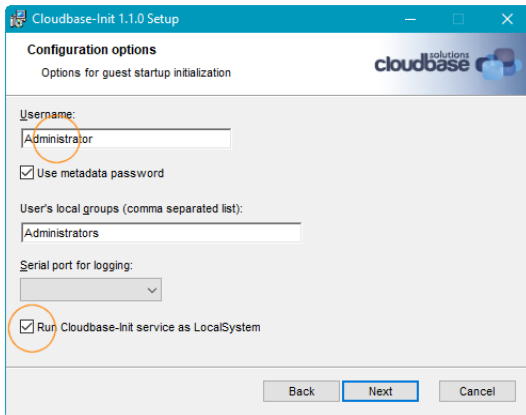 Cloudbase-Init 1.1.0 Setup
Configuration options
Options for guest startup initialization
cloudbase solutions
Username:
Administrator
Use metadata password
User's local groups (comma separated list):
Administrators
Serial port for logging:
Run Cloudbase-Init service as LocalSystem
Back Next Cancel